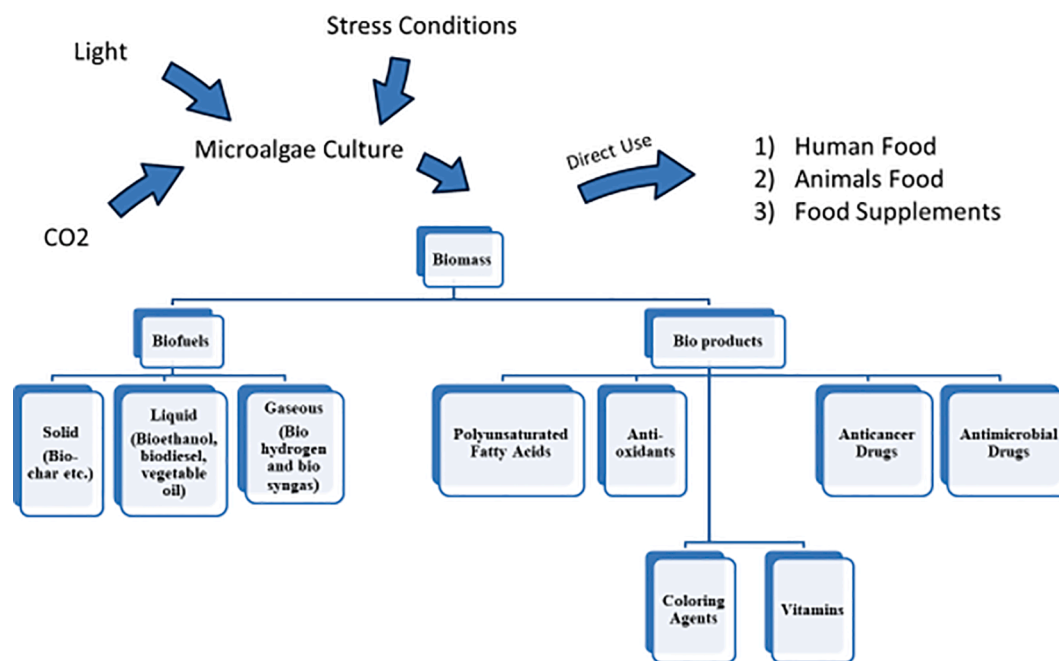 Stress Conditions
Light
Microalgae Culture
CO2
Direct Use
1) Human Food
2) Animals Food
3) Food Supplements
Biomass
Biofuels
Bio products
Solid
(Bio-
char etc.)
Liquid
(Bioethanol,
biodiesel,
vegetable
oil)
Gaseous
(Bio
hydrogen
and bio
syngas)
Polyunsaturated
Fatty Acids
Anti-
oxidants
Anticancer
Drugs
Antimicrobial
Drugs
Coloring
Agents
Vitamins